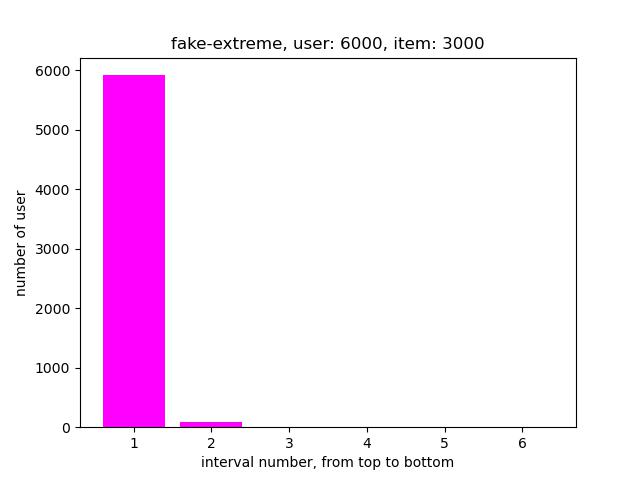 fake-extreme, user: 6000, item: 3000
6000
5000
4000
3000
2000
1000
0
number of user
1 2 3 4 5 6
interval number, from top to bottom